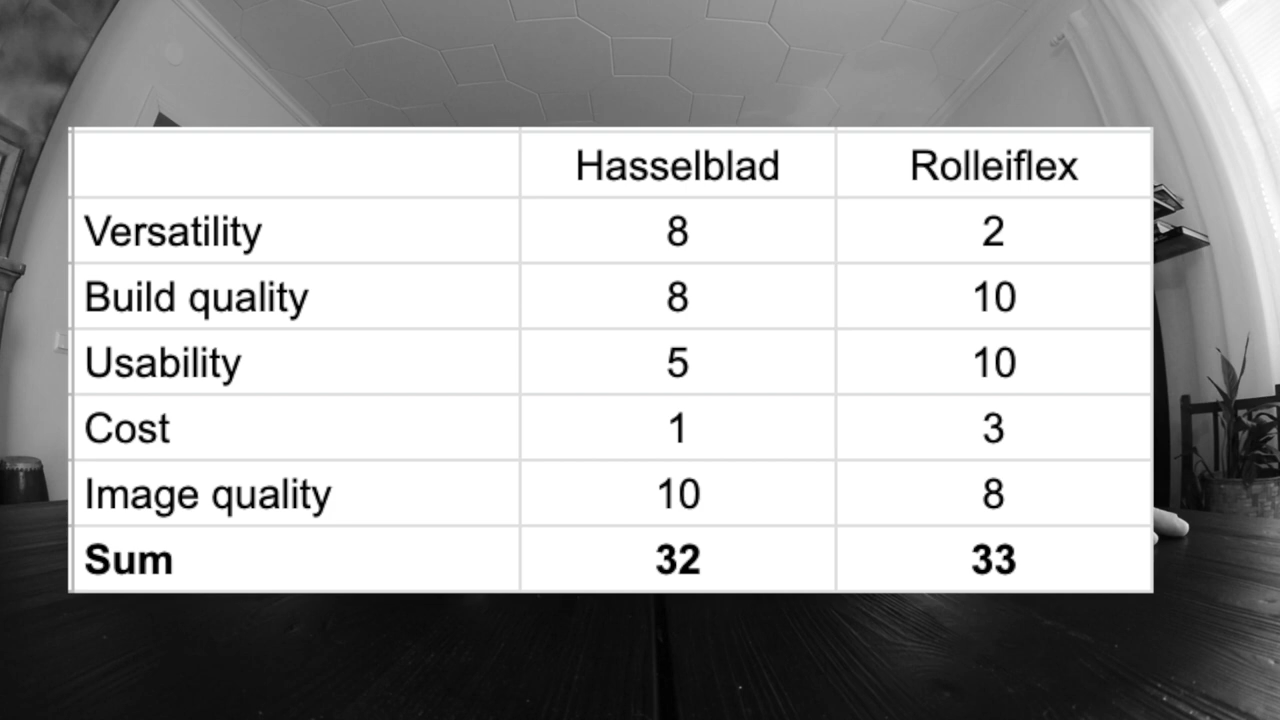 Hasselblad Rolleiflex
Versatility 8 2
Build quality 8 10
Usability 5 10
Cost 1 3
Image quality 10 8
Sum 32 33